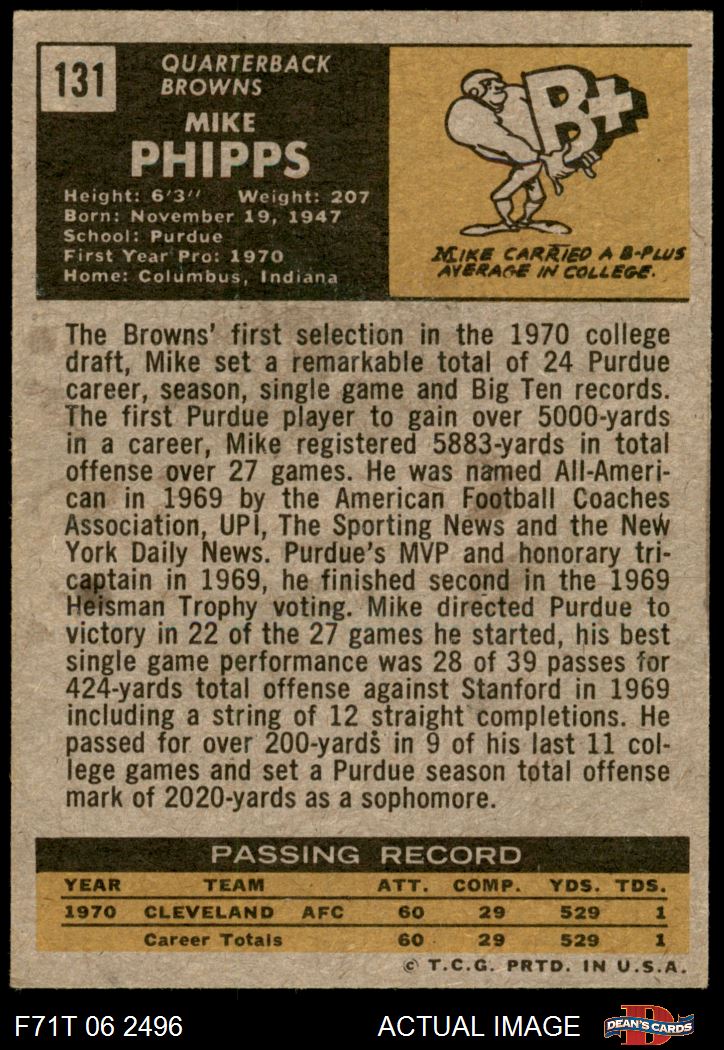 131
QUARTERBACK
BROWNS
MIKE
PHIPPS
Height: 6'3" Weight: 207
Born: November 19, 1947
School: Purdue
First Year Pro: 1970
Home: Columbus, Indiana
B+
MIKE CARRIED A B-PLUS
AVERAGE IN COLLEGE.
The Browns' first selection in the 1970 college
draft, Mike set a remarkable total of 24 Purdue
career, season, single game and Big Ten records.
The first Purdue player to gain over 5000-yards
in a career, Mike registered 5883-yards in total
offense over 27 games. He was named All-Ameri-
can in 1969 by the American Football Coaches
Association, UPI, The Sporting News and the New
York Daily News. Purdue's MVP and honorary tri-
captain in 1969, he finished second in the 1969
Heisman Trophy voting. Mike directed Purdue to
victory in 22 of the 27 games he started, his best
single game performance was 28 of 39 passes for
424-yards total offense against Stanford in 1969
including a string of 12 straight completions. He
passed for over 200-yards in 9 of his last 11 col-
lege games and set a Purdue season total offense
mark of 2020-yards as a sophomore.
PASSING RECORD
YEAR TEAM ATT. COMP. YDS. TDS.
1970 CLEVELAND AFC 60 29 529 1
Career Totals 60 29 529 1
© T.C.G. PRTD. IN U.S.A.
F71T 06 2496 ACTUAL IMAGE D DEAN'S CARDS